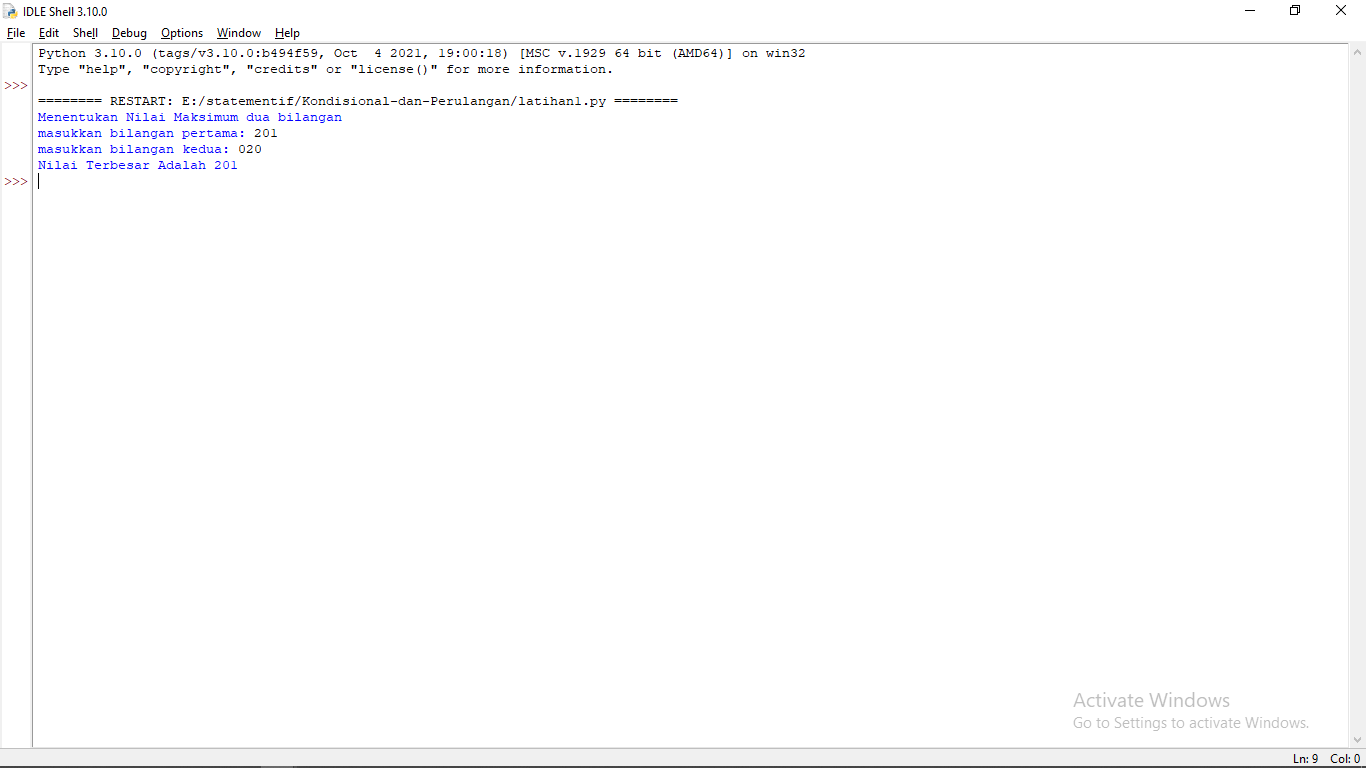 IDLE Shell 3.10.0
File Edit Shell Debug Options Window Help
Python 3.10.0 (tags/v3.10.0:b494f59, Oct  4 2021, 19:00:18) [MSC v.1929 64 bit (AMD64)] on win32
Type "help", "copyright", "credits" or "license()" for more information.
>>>
======== RESTART: E:/statementif/Kondisional-dan-Perulangan/latihan1.py ========
Menentukan Nilai Maksimum dua bilangan
masukkan bilangan pertama: 201
masukkan bilangan kedua: 020
Nilai Terbesar Adalah 201
>>>
Activate Windows
Go to Settings to activate Windows.
Ln: 9 Col: 0